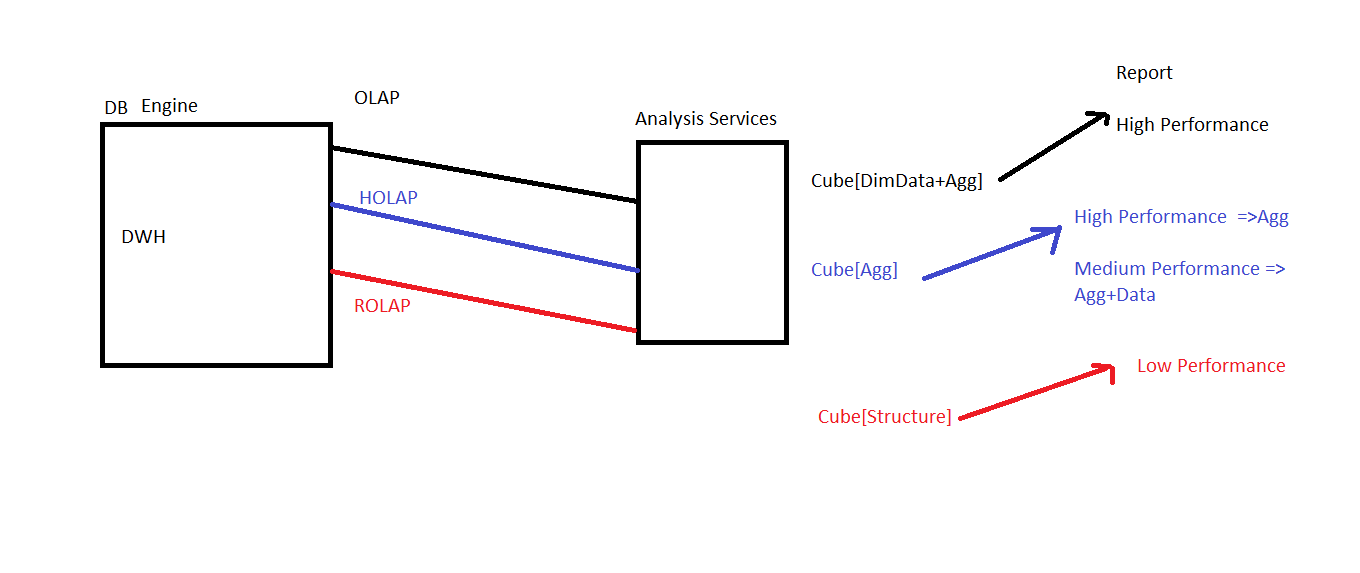 Report
DB Engine
OLAP
Analysis Services
High Performance
Cube[DimData+Agg]
HOLAP
High Performance =>Agg
DWH
Cube[Agg]
Medium Performance =>
Agg+Data
ROLAP
Low Performance
Cube[Structure]